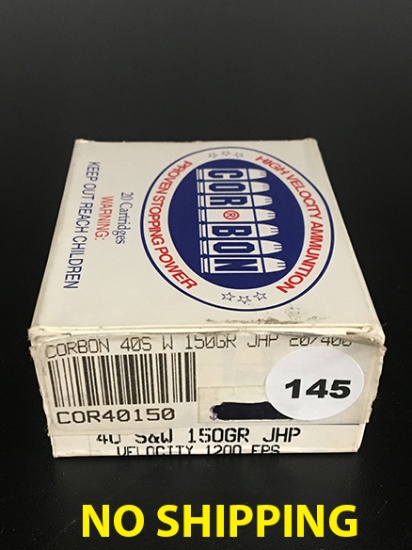 HIGH VELOCITY AMMUNITION
COR® BON
PROVEN STOPPING POWER
20 Cartridges
WARNING:
KEEP OUT REACH CHILDREN
CORBON 40S W 150GR JHP 20/400
COR40150
145
40 S&W 150GR JHP
VELOCITY 1200 FPS
NO SHIPPING